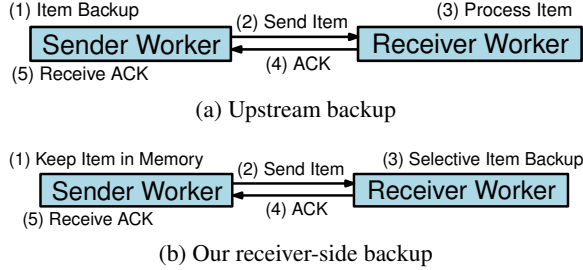 (1) Item Backup
(2) Send Item
(3) Process Item
Sender Worker
Receiver Worker
(4) ACK
(5) Receive ACK
(a) Upstream backup
(1) Keep Item in Memory
(2) Send Item
(3) Selective Item Backup
Sender Worker
Receiver Worker
(4) ACK
(5) Receive ACK
(b) Our receiver-side backup